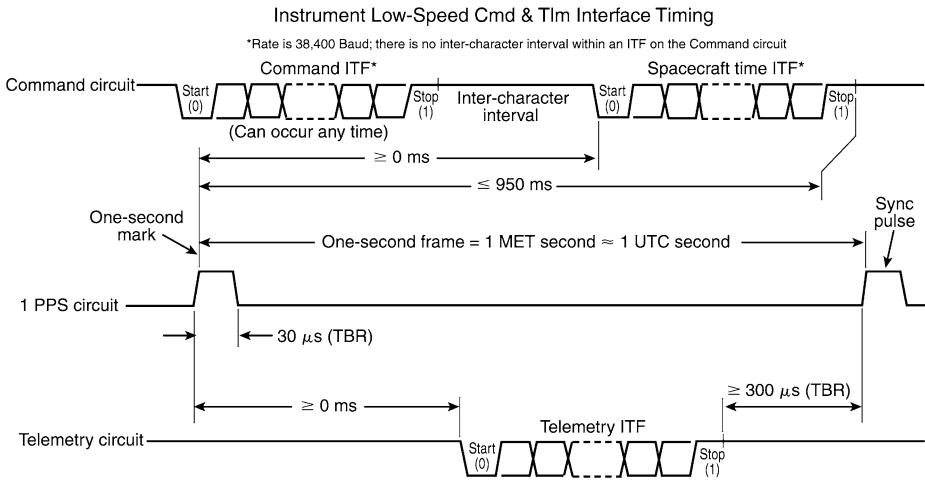 Instrument Low-Speed Cmd & Tlm Interface Timing
*Rate is 38,400 Baud; there is no inter-character interval within an ITF on the Command circuit
Command circuit
Start
(0)
Command ITF*
(Can occur any time)
Stop
(1)
Inter-character
interval
Start
(0)
Spacecraft time ITF*
Stop
(1)
≥ 0 ms
≤ 950 ms
One-second
mark
One-second frame = 1 MET second ≈ 1 UTC second
Sync
pulse
1 PPS circuit
30 μs (TBR)
≥ 0 ms
≥ 300 μs (TBR)
Telemetry circuit
Start
(0)
Telemetry ITF
Stop
(1)